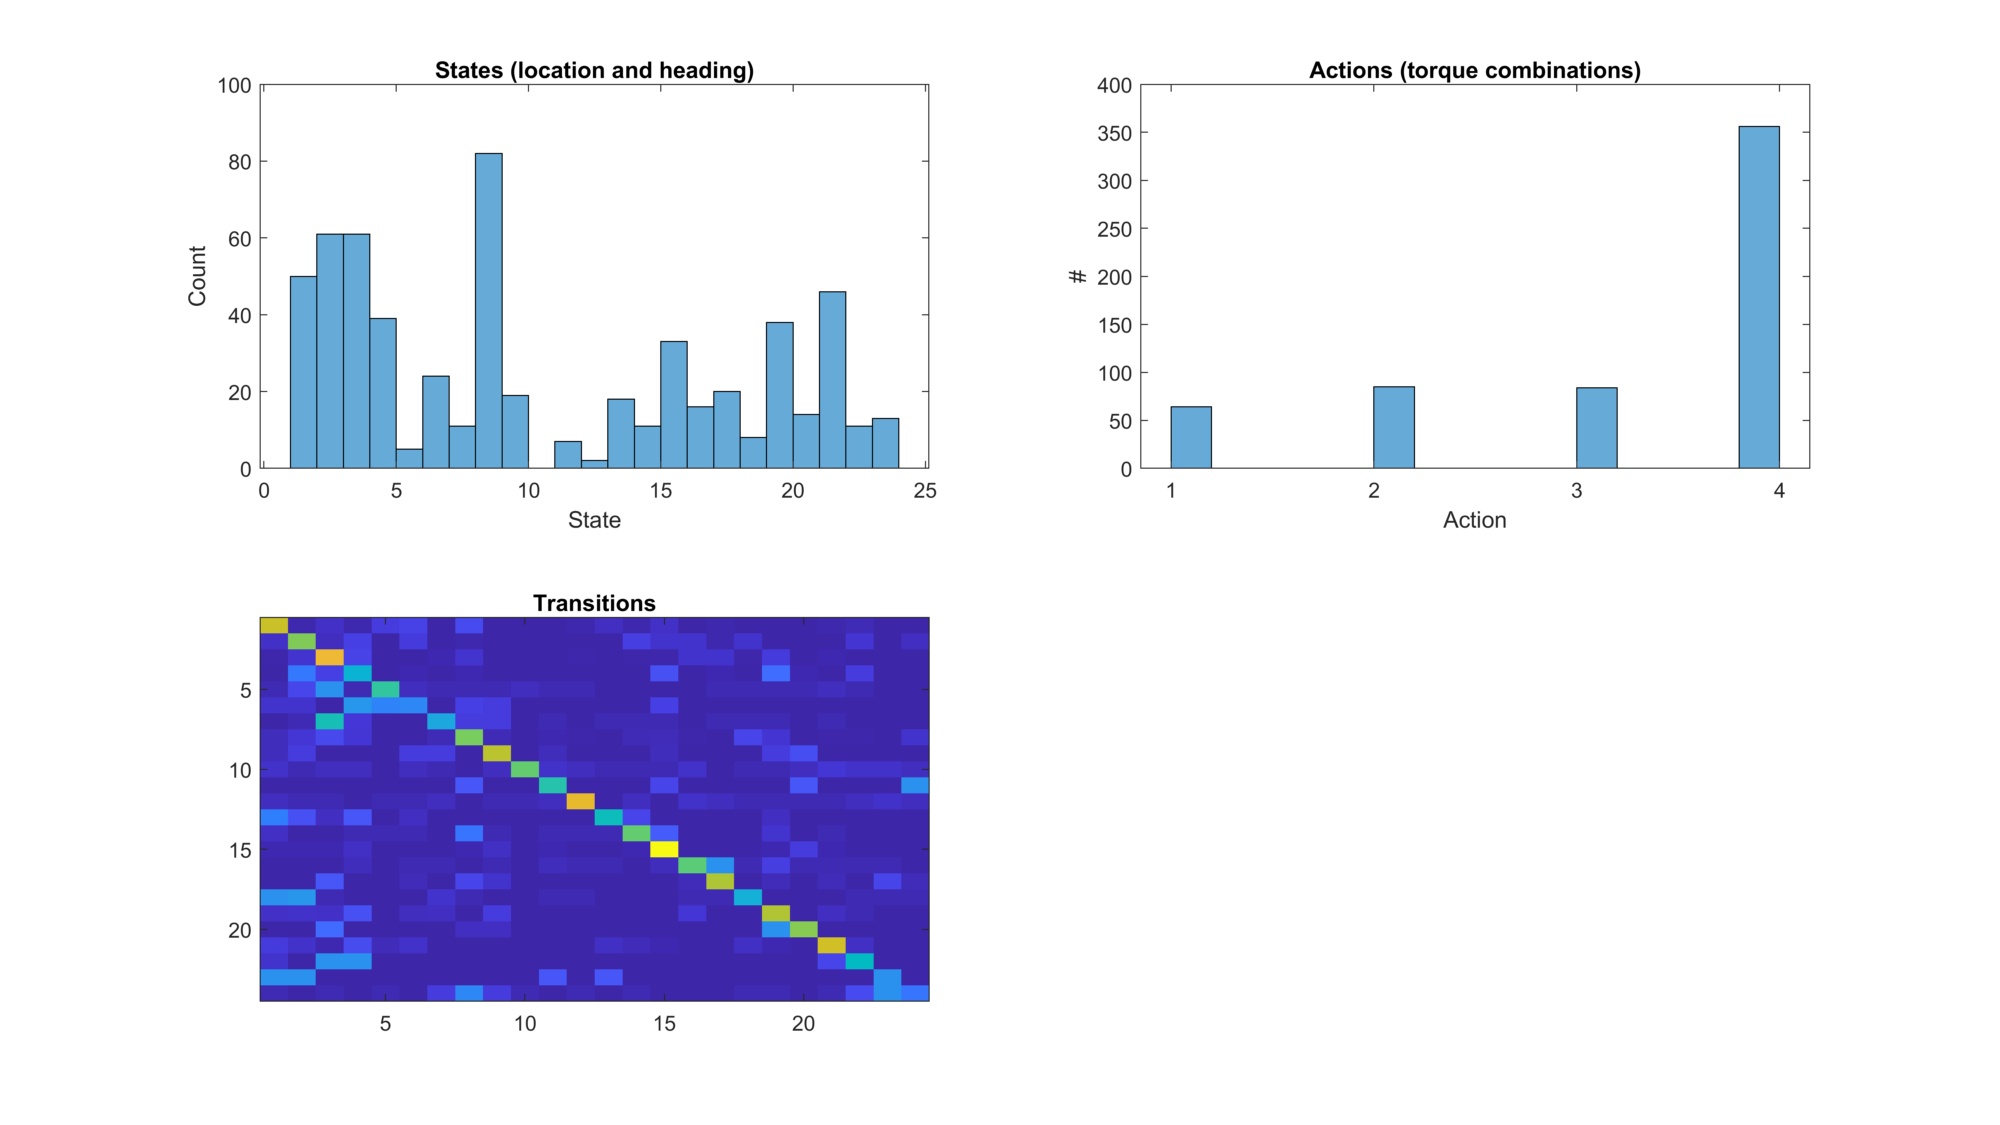 States (location and heading)
100
80
60
40
20
0
Count
0 5 10 15 20 25
State
Actions (torque combinations)
400
350
300
250
200
150
100
50
0
#
1 2 3 4
Action
Transitions
5
10
15
20
5 10 15 20